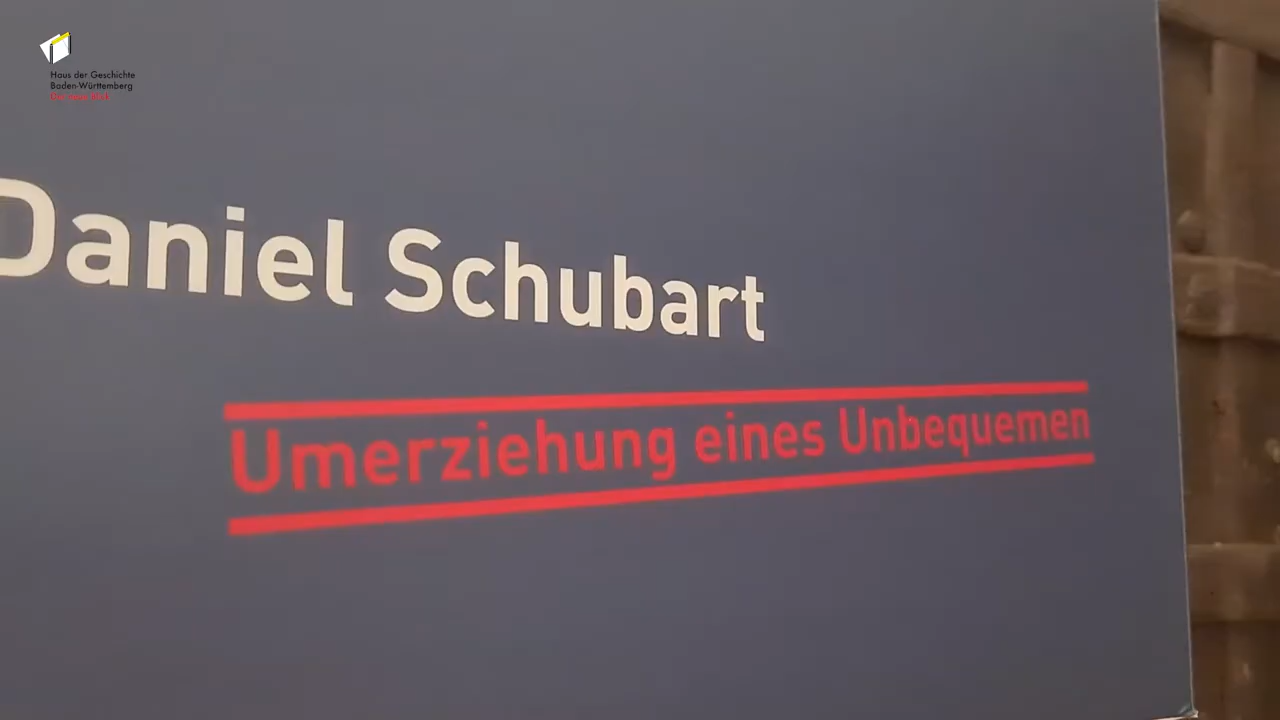 Haus der Geschichte
Baden-Württemberg
Daniel Schubart
Umerziehung eines Unbequemen